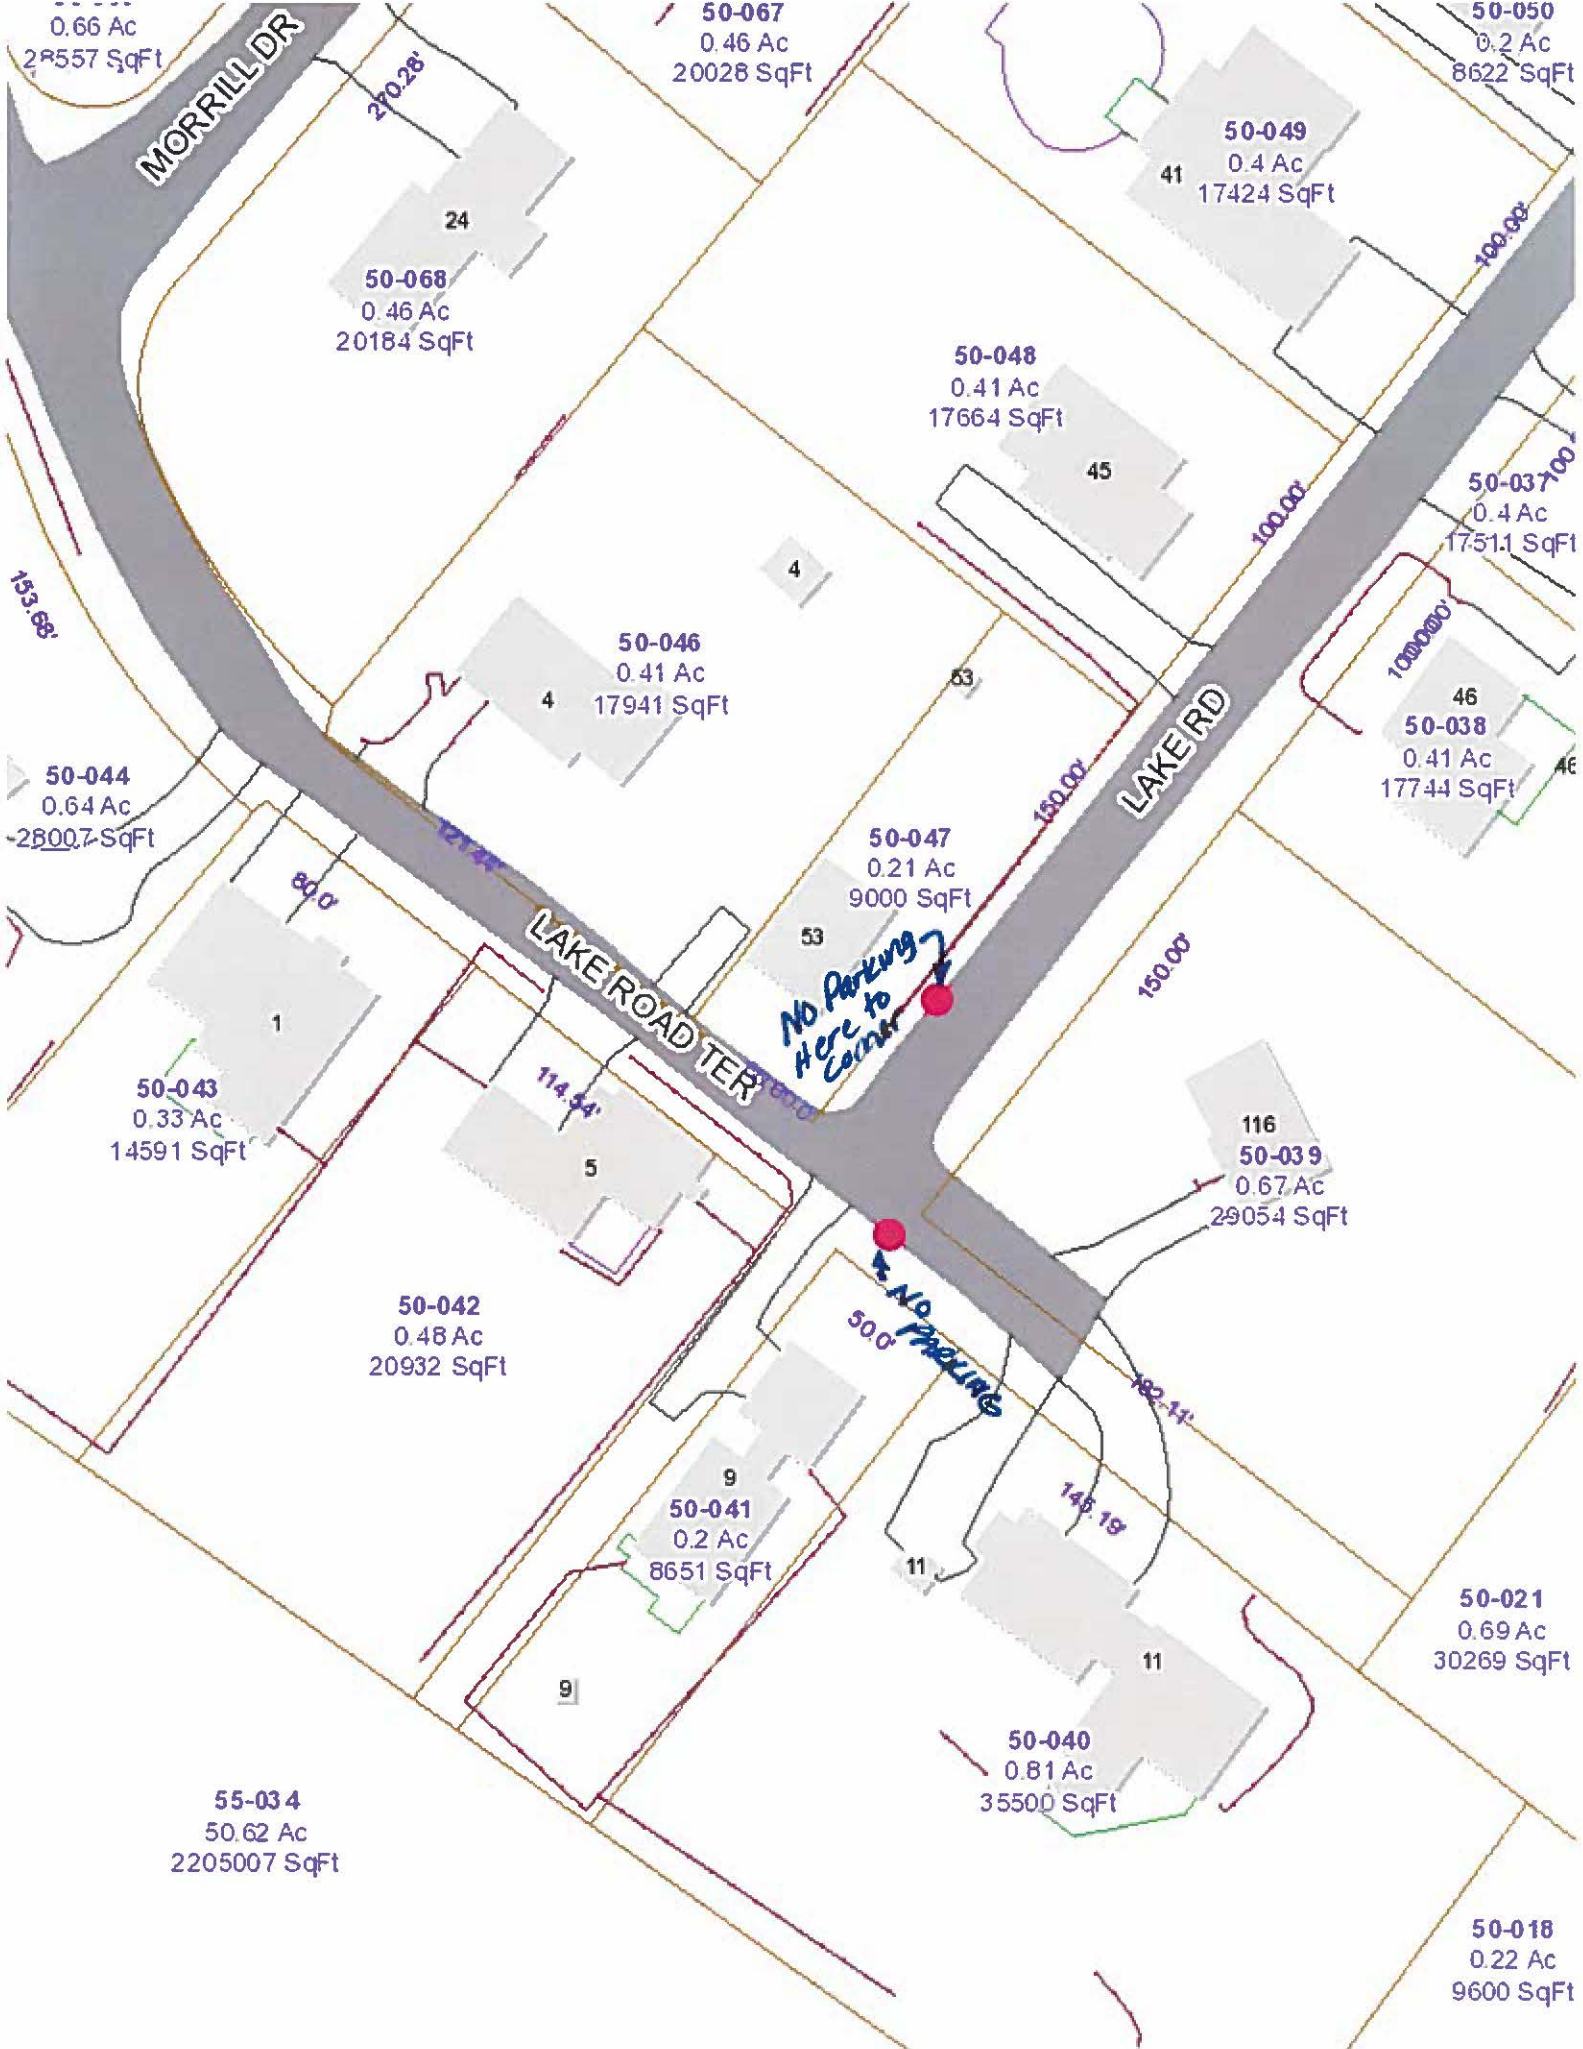 0.66 Ac
28557 SqFt
MORRILL DR
270.28'
50-067
0.46 Ac
20028 SqFt
50-050
0.2 Ac
8622 SqFt
50-049
0.4 Ac
17424 SqFt
41
100.00'
24
50-068
0.46 Ac
20184 SqFt
50-048
0.41 Ac
17664 SqFt
45
100.00'
50-037
0.4 Ac
17511 SqFt
100
153.68'
4
50-046
0.41 Ac
17941 SqFt
4
53
LAKE RD
46
50-038
0.41 Ac
17744 SqFt
46
50-044
0.64 Ac
28007 SqFt
80.0'
121.44'
150.00'
50-047
0.21 Ac
9000 SqFt
53
NO Parking
Here to
Corner
LAKE ROAD TER
150.00'
1
50-043
0.33 Ac
14591 SqFt
114.54'
5
116
50-039
0.67 Ac
29054 SqFt
50-042
0.48 Ac
20932 SqFt
50.0'
NO
PARKING
182.11'
9
50-041
0.2 Ac
8651 SqFt
145.19'
11
11
9
50-021
0.69 Ac
30269 SqFt
50-040
0.81 Ac
35500 SqFt
55-034
50.62 Ac
2205007 SqFt
50-018
0.22 Ac
9600 SqFt